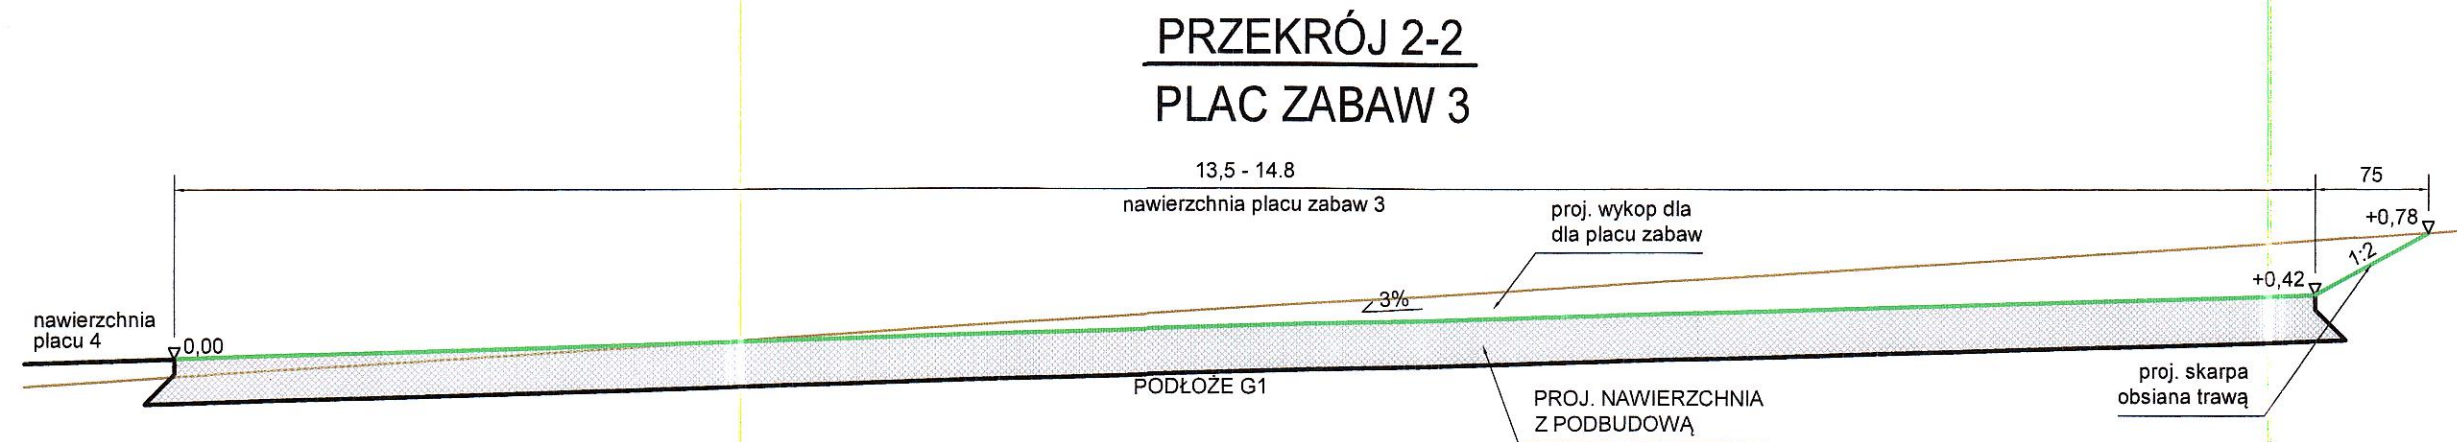 PRZEKRÓJ 2-2
PLAC ZABAW 3
13,5 - 14.8
75
nawierzchnia placu zabaw 3
proj. wykop dla
dla placu zabaw
+0,78
1:2
+0,42
3%
nawierzchnia
placu 4
0,00
PODŁOŻE G1
PROJ. NAWIERZCHNIA
Z PODBUDOWĄ
proj. skarpa
obsiana trawą